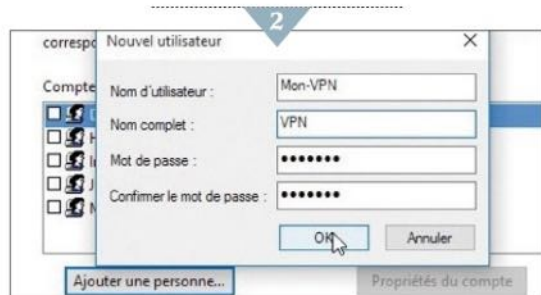 2
corresp
Nouvel utilisateur
Compte
Nom d'utilisateur : Mon-VPN
Nom complet : VPN
Mot de passe : •••••••
Confirmer le mot de passe : •••••••
OK Annuler
Ajouter une personne... Propriétés du compte